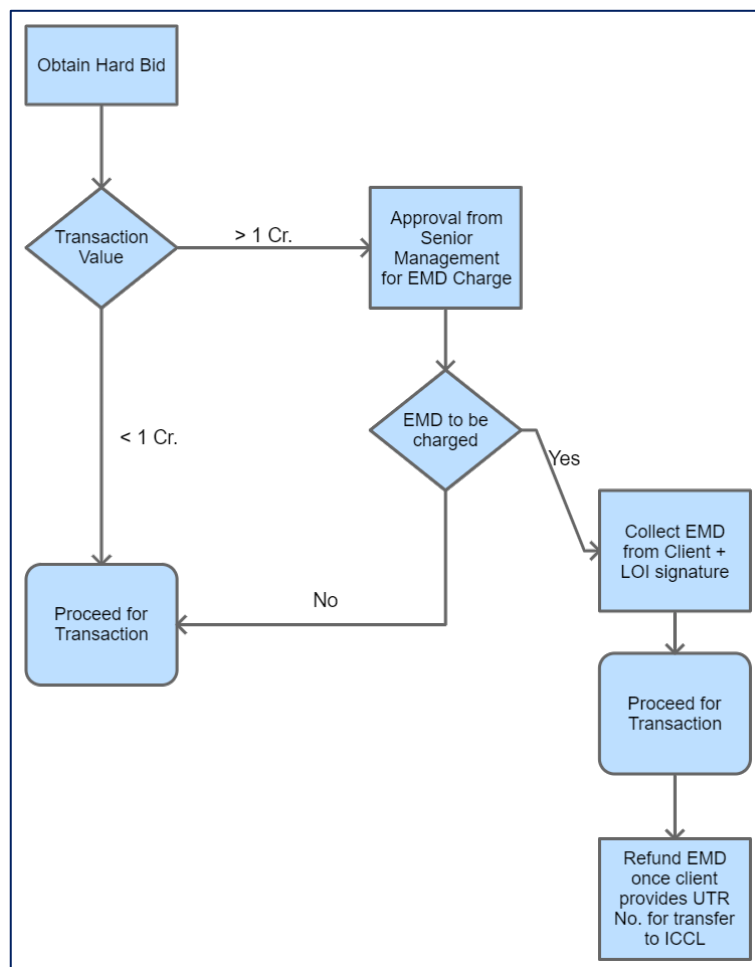 Obtain Hard Bid
Transaction
Value
> 1 Cr.
Approval from
Senior
Management
for EMD Charge
< 1 Cr.
EMD to be
charged
Yes
No
Collect EMD
from Client +
LOI signature
Proceed for
Transaction
Proceed for
Transaction
Refund EMD
once client
provides UTR
No. for transfer
to ICCL